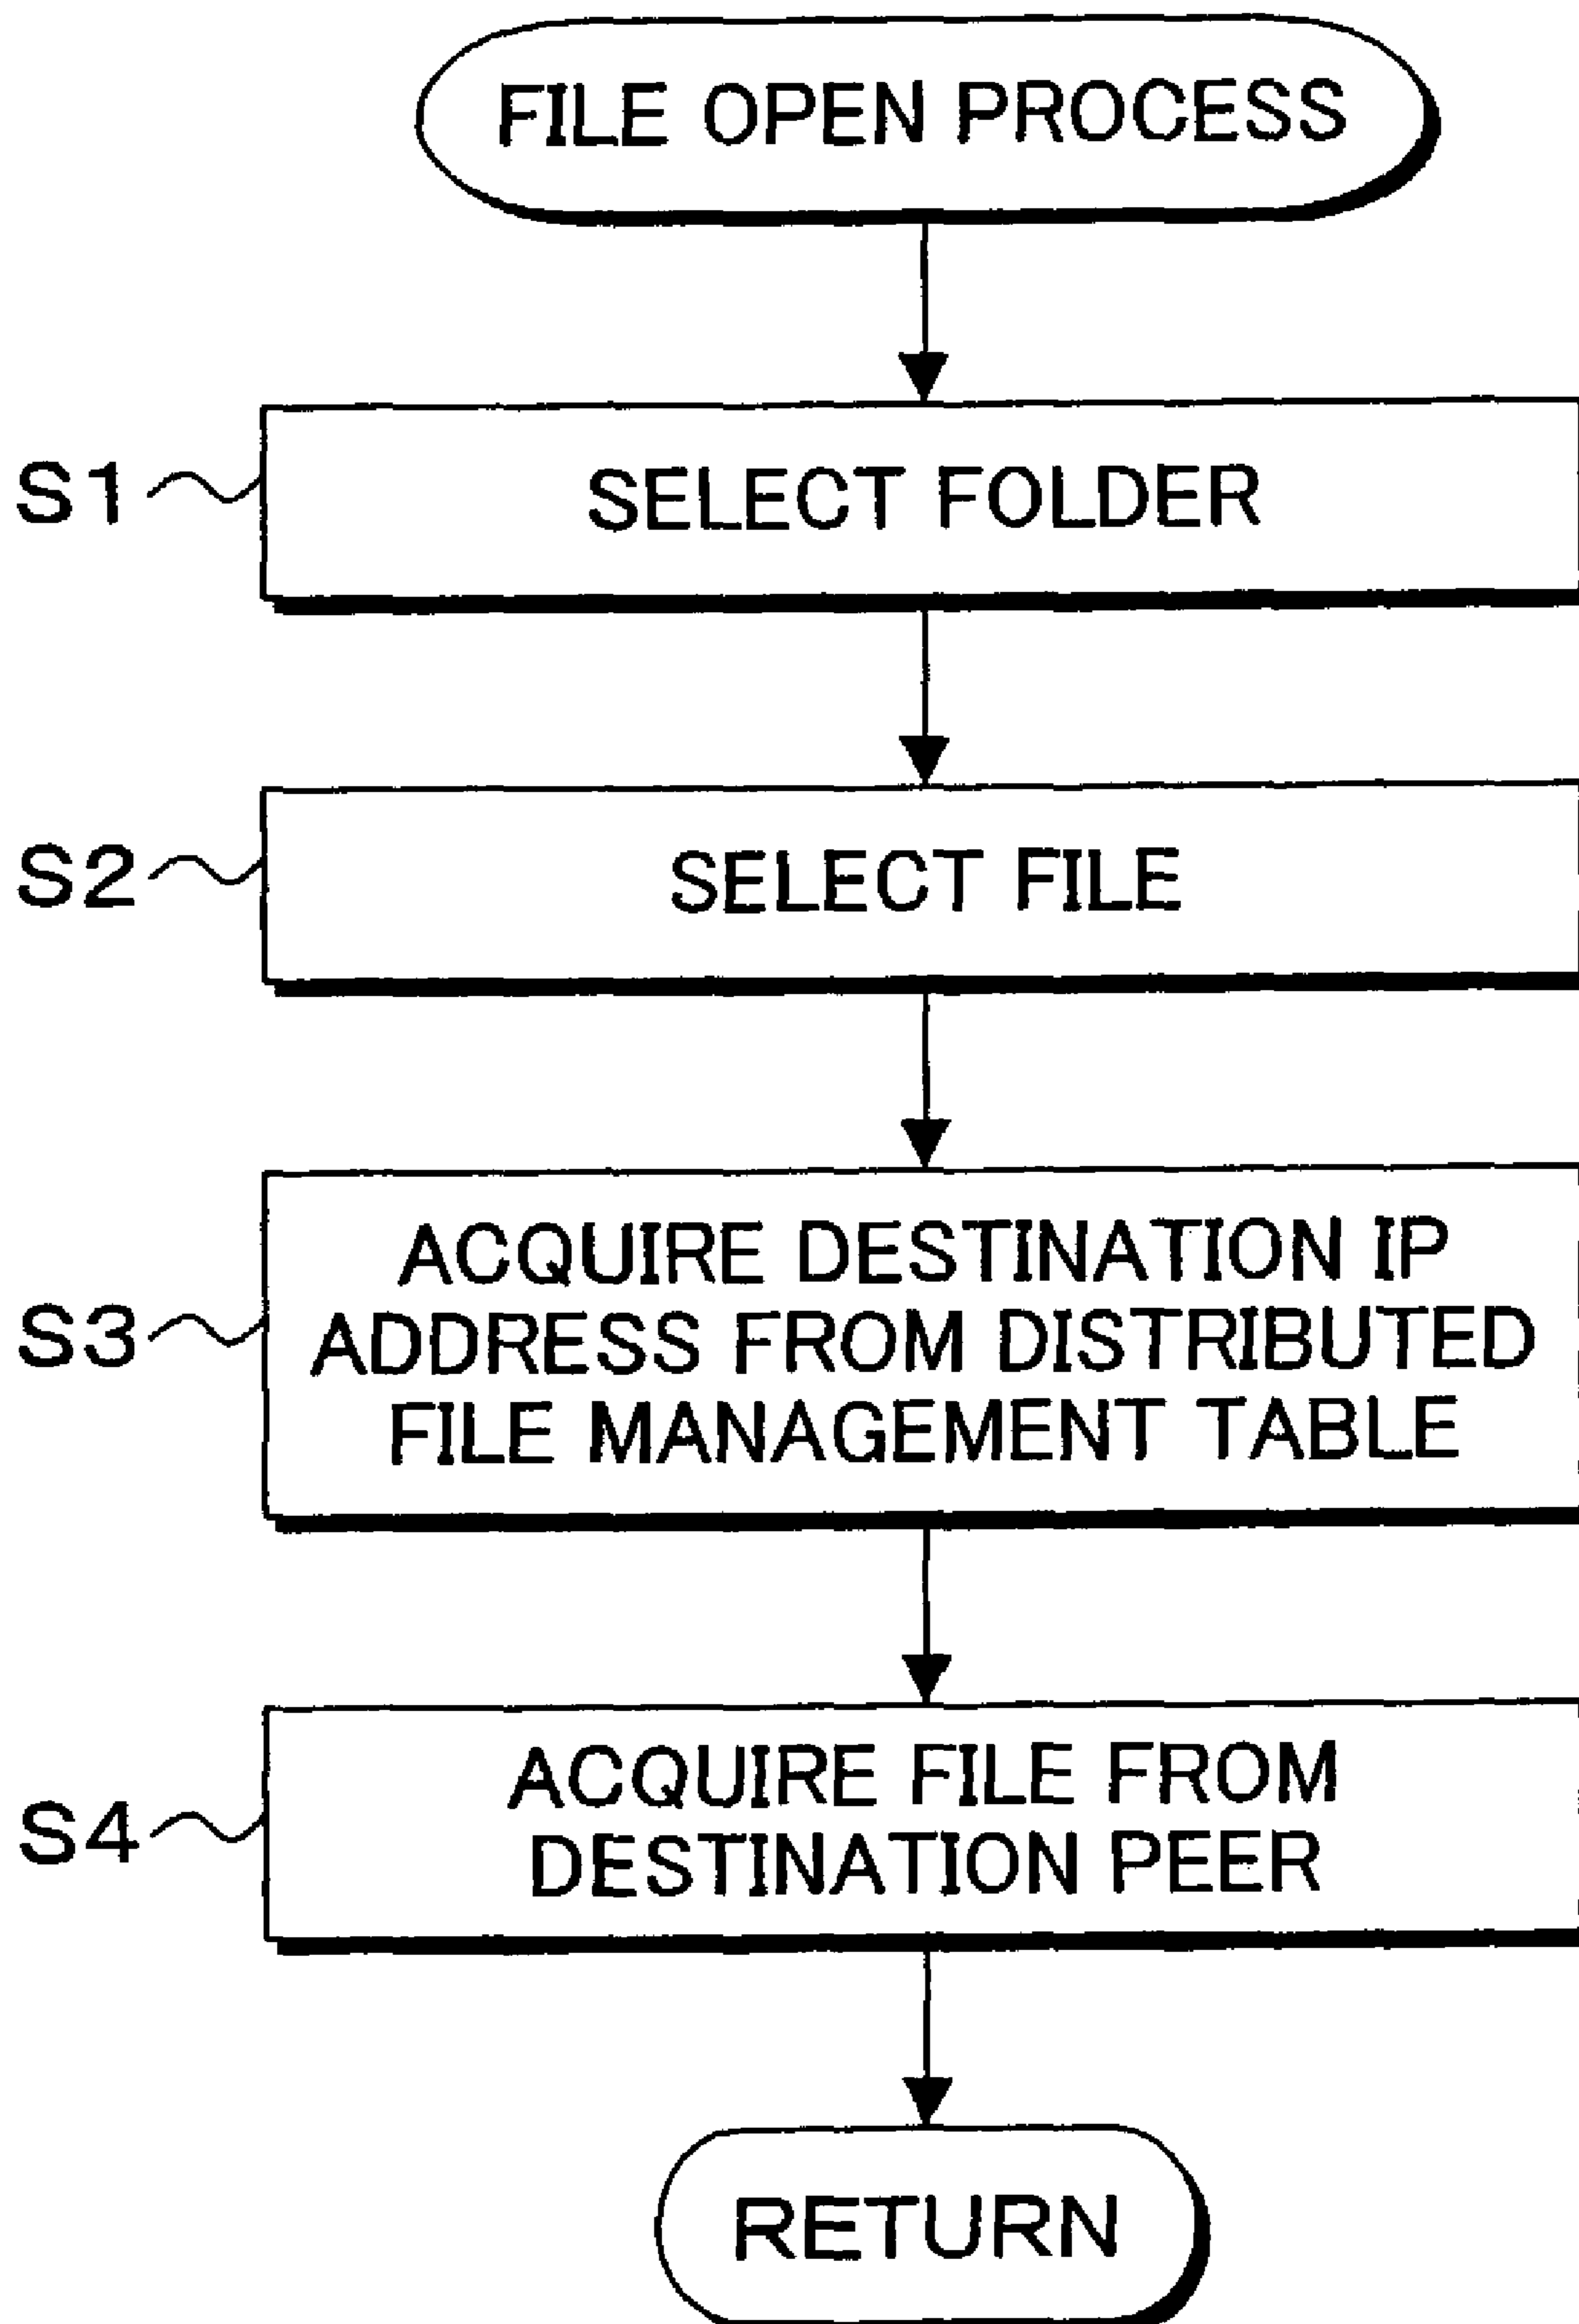 FILE OPEN PROCESS
S1
SELECT FOLDER
S2
SELECT FILE
S3
ACQUIRE DESTINATION IP
ADDRESS FROM DISTRIBUTED
FILE MANAGEMENT TABLE
S4
ACQUIRE FILE FROM
DESTINATION PEER
RETURN